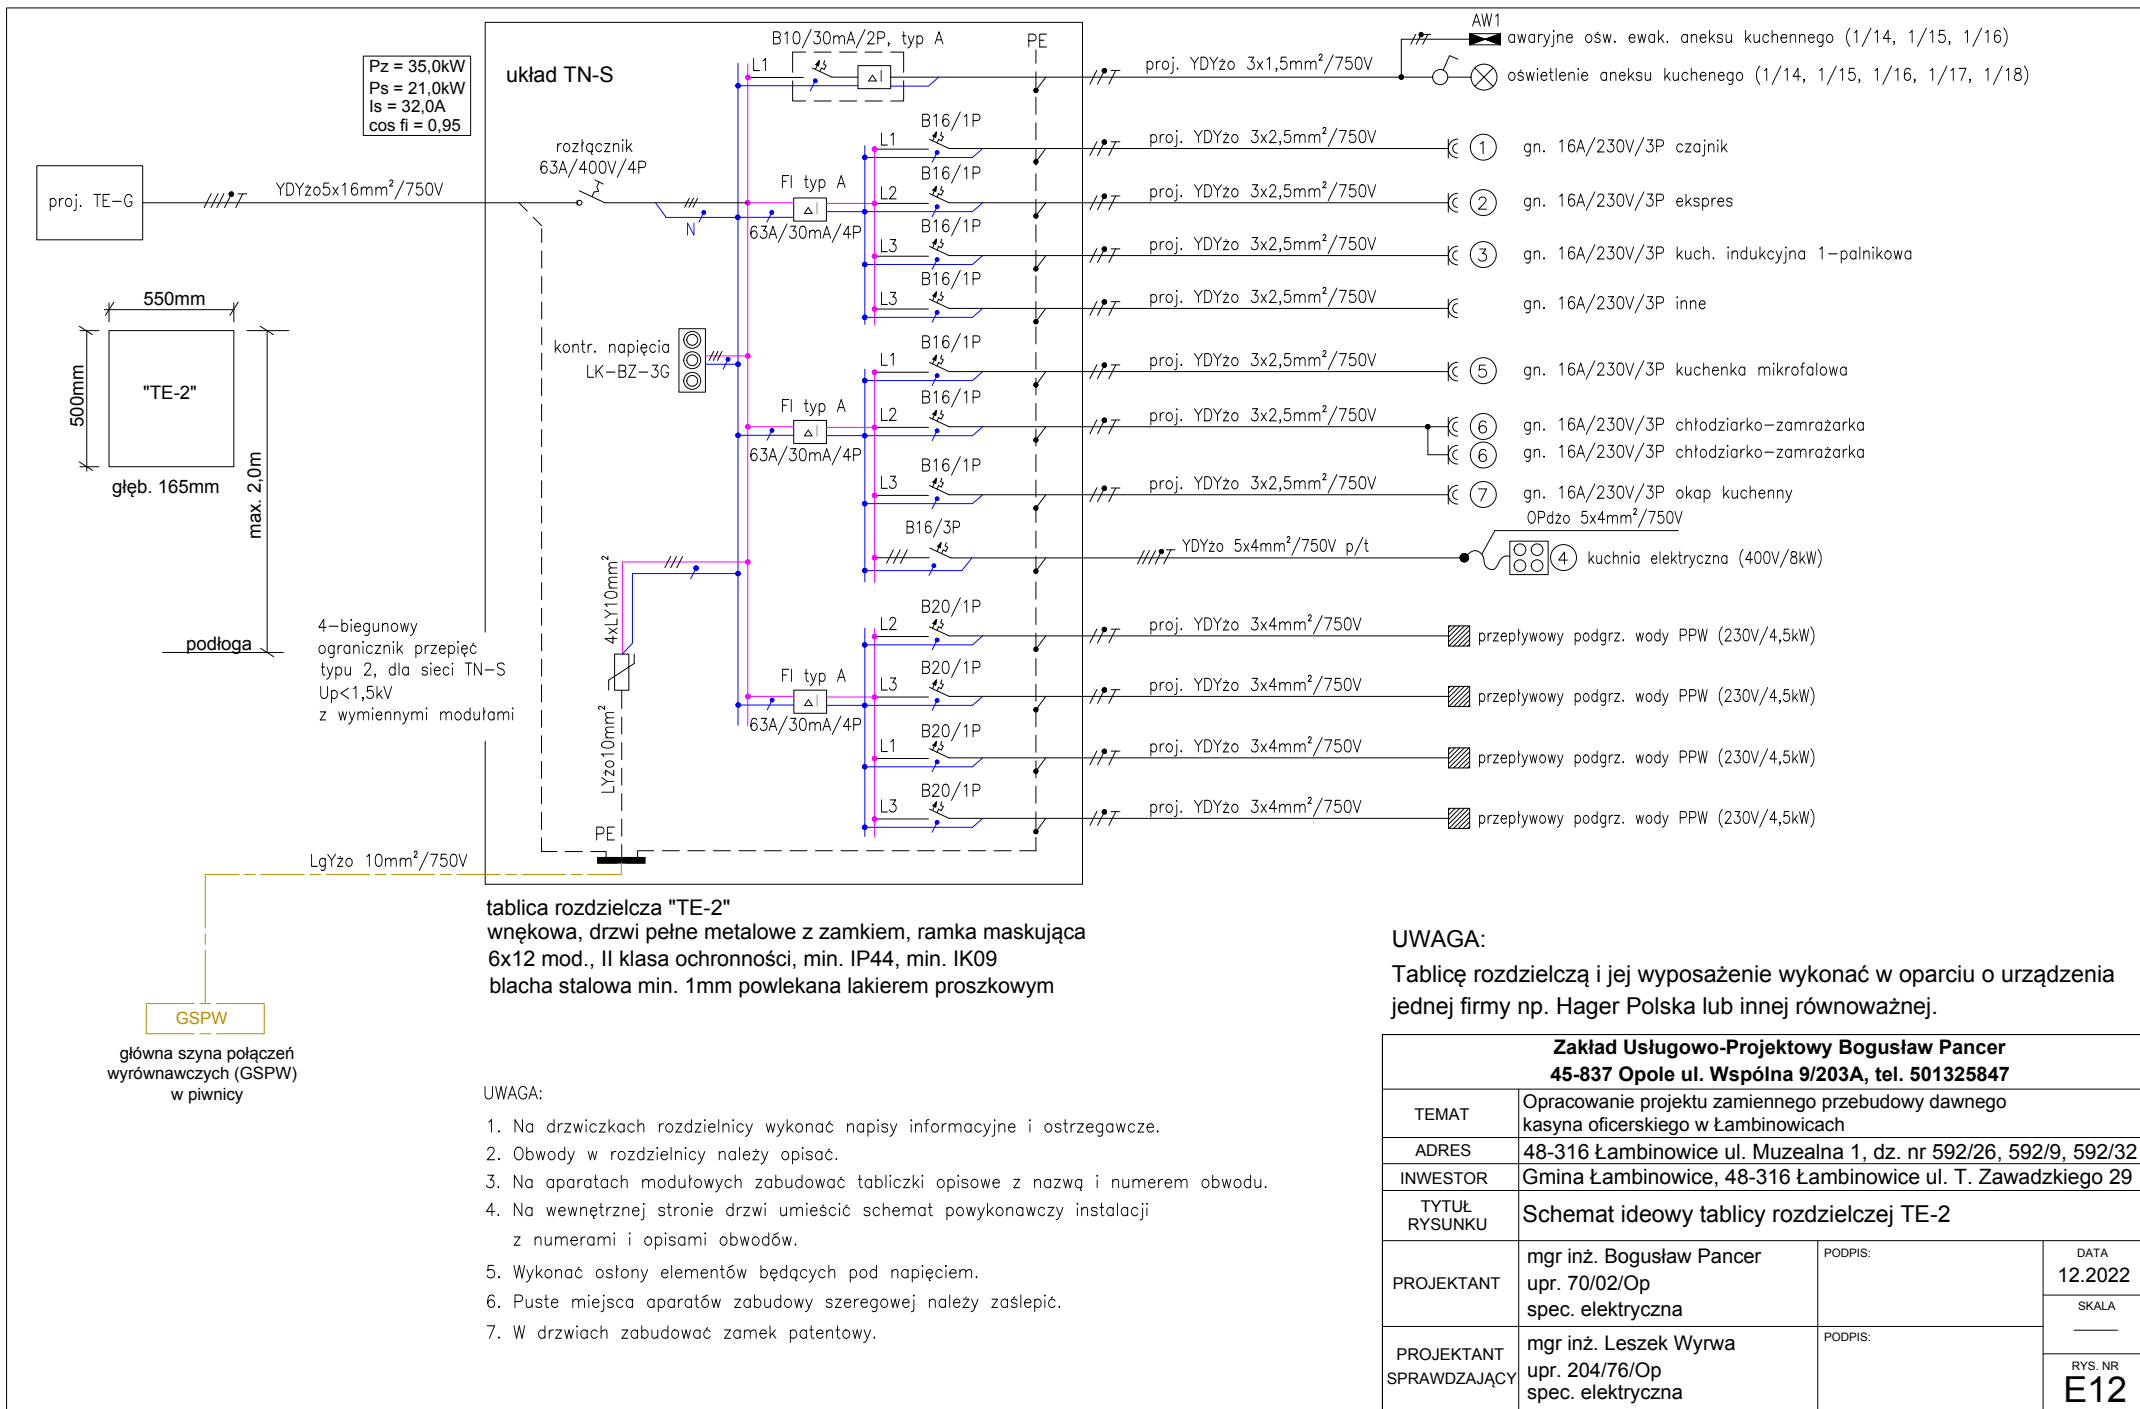 Pz = 35,0kW
Ps = 21,0kW
Is = 32,0A
cos fi = 0,95
układ TN-S
B10/30mA/2P, typ A
PE
L1
proj. YDYżo 3x1,5mm²/750V
AW1
awaryjne ośw. ewak. aneksu kuchennego (1/14, 1/15, 1/16)
oświetlenie aneksu kuchenego (1/14, 1/15, 1/16, 1/17, 1/18)
proj. TE-G
YDYżo5x16mm²/750V
rozłącznik
63A/400V/4P
N
FI typ A
63A/30mA/4P
L1
B16/1P
proj. YDYżo 3x2,5mm²/750V
1
gn. 16A/230V/3P czajnik
L2
B16/1P
proj. YDYżo 3x2,5mm²/750V
2
gn. 16A/230V/3P ekspres
L3
B16/1P
proj. YDYżo 3x2,5mm²/750V
3
gn. 16A/230V/3P kuch. indukcyjna 1-palnikowa
L3
B16/1P
proj. YDYżo 3x2,5mm²/750V
gn. 16A/230V/3P inne
550mm
500mm
"TE-2"
głęb. 165mm
max. 2,0m
podłoga
kontr. napięcia
LK-BZ-3G
FI typ A
63A/30mA/4P
L1
B16/1P
proj. YDYżo 3x2,5mm²/750V
5
gn. 16A/230V/3P kuchenka mikrofalowa
L2
B16/1P
proj. YDYżo 3x2,5mm²/750V
6
gn. 16A/230V/3P chłodziarko-zamrażarka
6
gn. 16A/230V/3P chłodziarko-zamrażarka
L3
B16/1P
proj. YDYżo 3x2,5mm²/750V
7
gn. 16A/230V/3P okap kuchenny
B16/3P
YDYżo 5x4mm²/750V p/t
OPdżo 5x4mm²/750V
4
kuchnia elektryczna (400V/8kW)
4xLY10mm²
LYżo10mm²
4-biegunowy
ogranicznik przepięć
typu 2, dla sieci TN-S
Up<1,5kV
z wymiennymi modułami
FI typ A
63A/30mA/4P
L2
B20/1P
proj. YDYżo 3x4mm²/750V
przepływowy podgrz. wody PPW (230V/4,5kW)
L3
B20/1P
proj. YDYżo 3x4mm²/750V
przepływowy podgrz. wody PPW (230V/4,5kW)
L1
B20/1P
proj. YDYżo 3x4mm²/750V
przepływowy podgrz. wody PPW (230V/4,5kW)
L3
B20/1P
proj. YDYżo 3x4mm²/750V
przepływowy podgrz. wody PPW (230V/4,5kW)
PE
LgYżo 10mm²/750V
GSPW
główna szyna połączeń
wyrównawczych (GSPW)
w piwnicy
tablica rozdzielcza "TE-2"
wnękowa, drzwi pełne metalowe z zamkiem, ramka maskująca
6x12 mod., II klasa ochronności, min. IP44, min. IK09
blacha stalowa min. 1mm powlekana lakierem proszkowym
UWAGA:
1. Na drzwiczkach rozdzielnicy wykonać napisy informacyjne i ostrzegawcze.
2. Obwody w rozdzielnicy należy opisać.
3. Na aparatach modułowych zabudować tabliczki opisowe z nazwą i numerem obwodu.
4. Na wewnętrznej stronie drzwi umieścić schemat powykonawczy instalacji
z numerami i opisami obwodów.
5. Wykonać osłony elementów będących pod napięciem.
6. Puste miejsca aparatów zabudowy szeregowej należy zaślepić.
7. W drzwiach zabudować zamek patentowy.
UWAGA:
Tablicę rozdzielczą i jej wyposażenie wykonać w oparciu o urządzenia
jednej firmy np. Hager Polska lub innej równoważnej.
Zakład Usługowo-Projektowy Bogusław Pancer
45-837 Opole ul. Wspólna 9/203A, tel. 501325847
TEMAT
Opracowanie projektu zamiennego przebudowy dawnego
kasyna oficerskiego w Łambinowicach
ADRES
48-316 Łambinowice ul. Muzealna 1, dz. nr 592/26, 592/9, 592/32
INWESTOR
Gmina Łambinowice, 48-316 Łambinowice ul. T. Zawadzkiego 29
TYTUŁ
RYSUNKU
Schemat ideowy tablicy rozdzielczej TE-2
PROJEKTANT
mgr inż. Bogusław Pancer
upr. 70/02/Op
spec. elektryczna
PODPIS:
DATA
12.2022
SKALA
PROJEKTANT
SPRAWDZAJĄCY
mgr inż. Leszek Wyrwa
upr. 204/76/Op
spec. elektryczna
PODPIS:
RYS. NR
E12